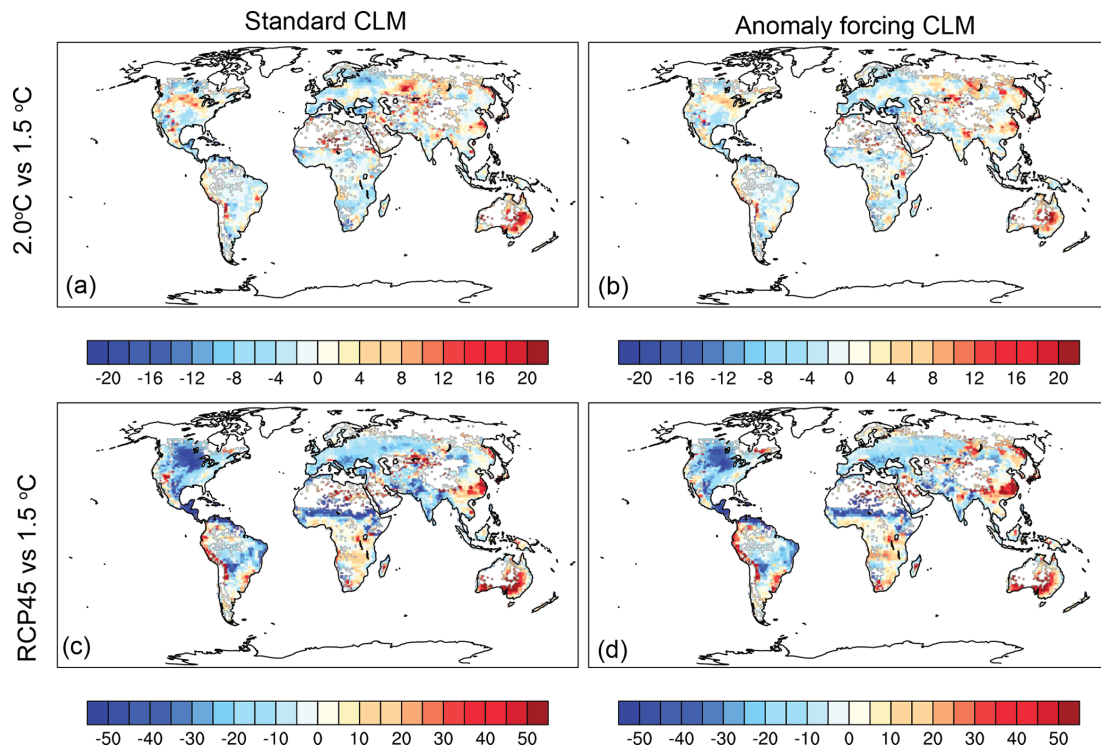 Standard CLM
Anomaly forcing CLM
2.0°C vs 1.5 °C
(a)
(b)
-20 -16 -12 -8 -4 0 4 8 12 16 20
-20 -16 -12 -8 -4 0 4 8 12 16 20
RCP45 vs 1.5 °C
(c)
(d)
-50 -40 -30 -20 -10 0 10 20 30 40 50
-50 -40 -30 -20 -10 0 10 20 30 40 50